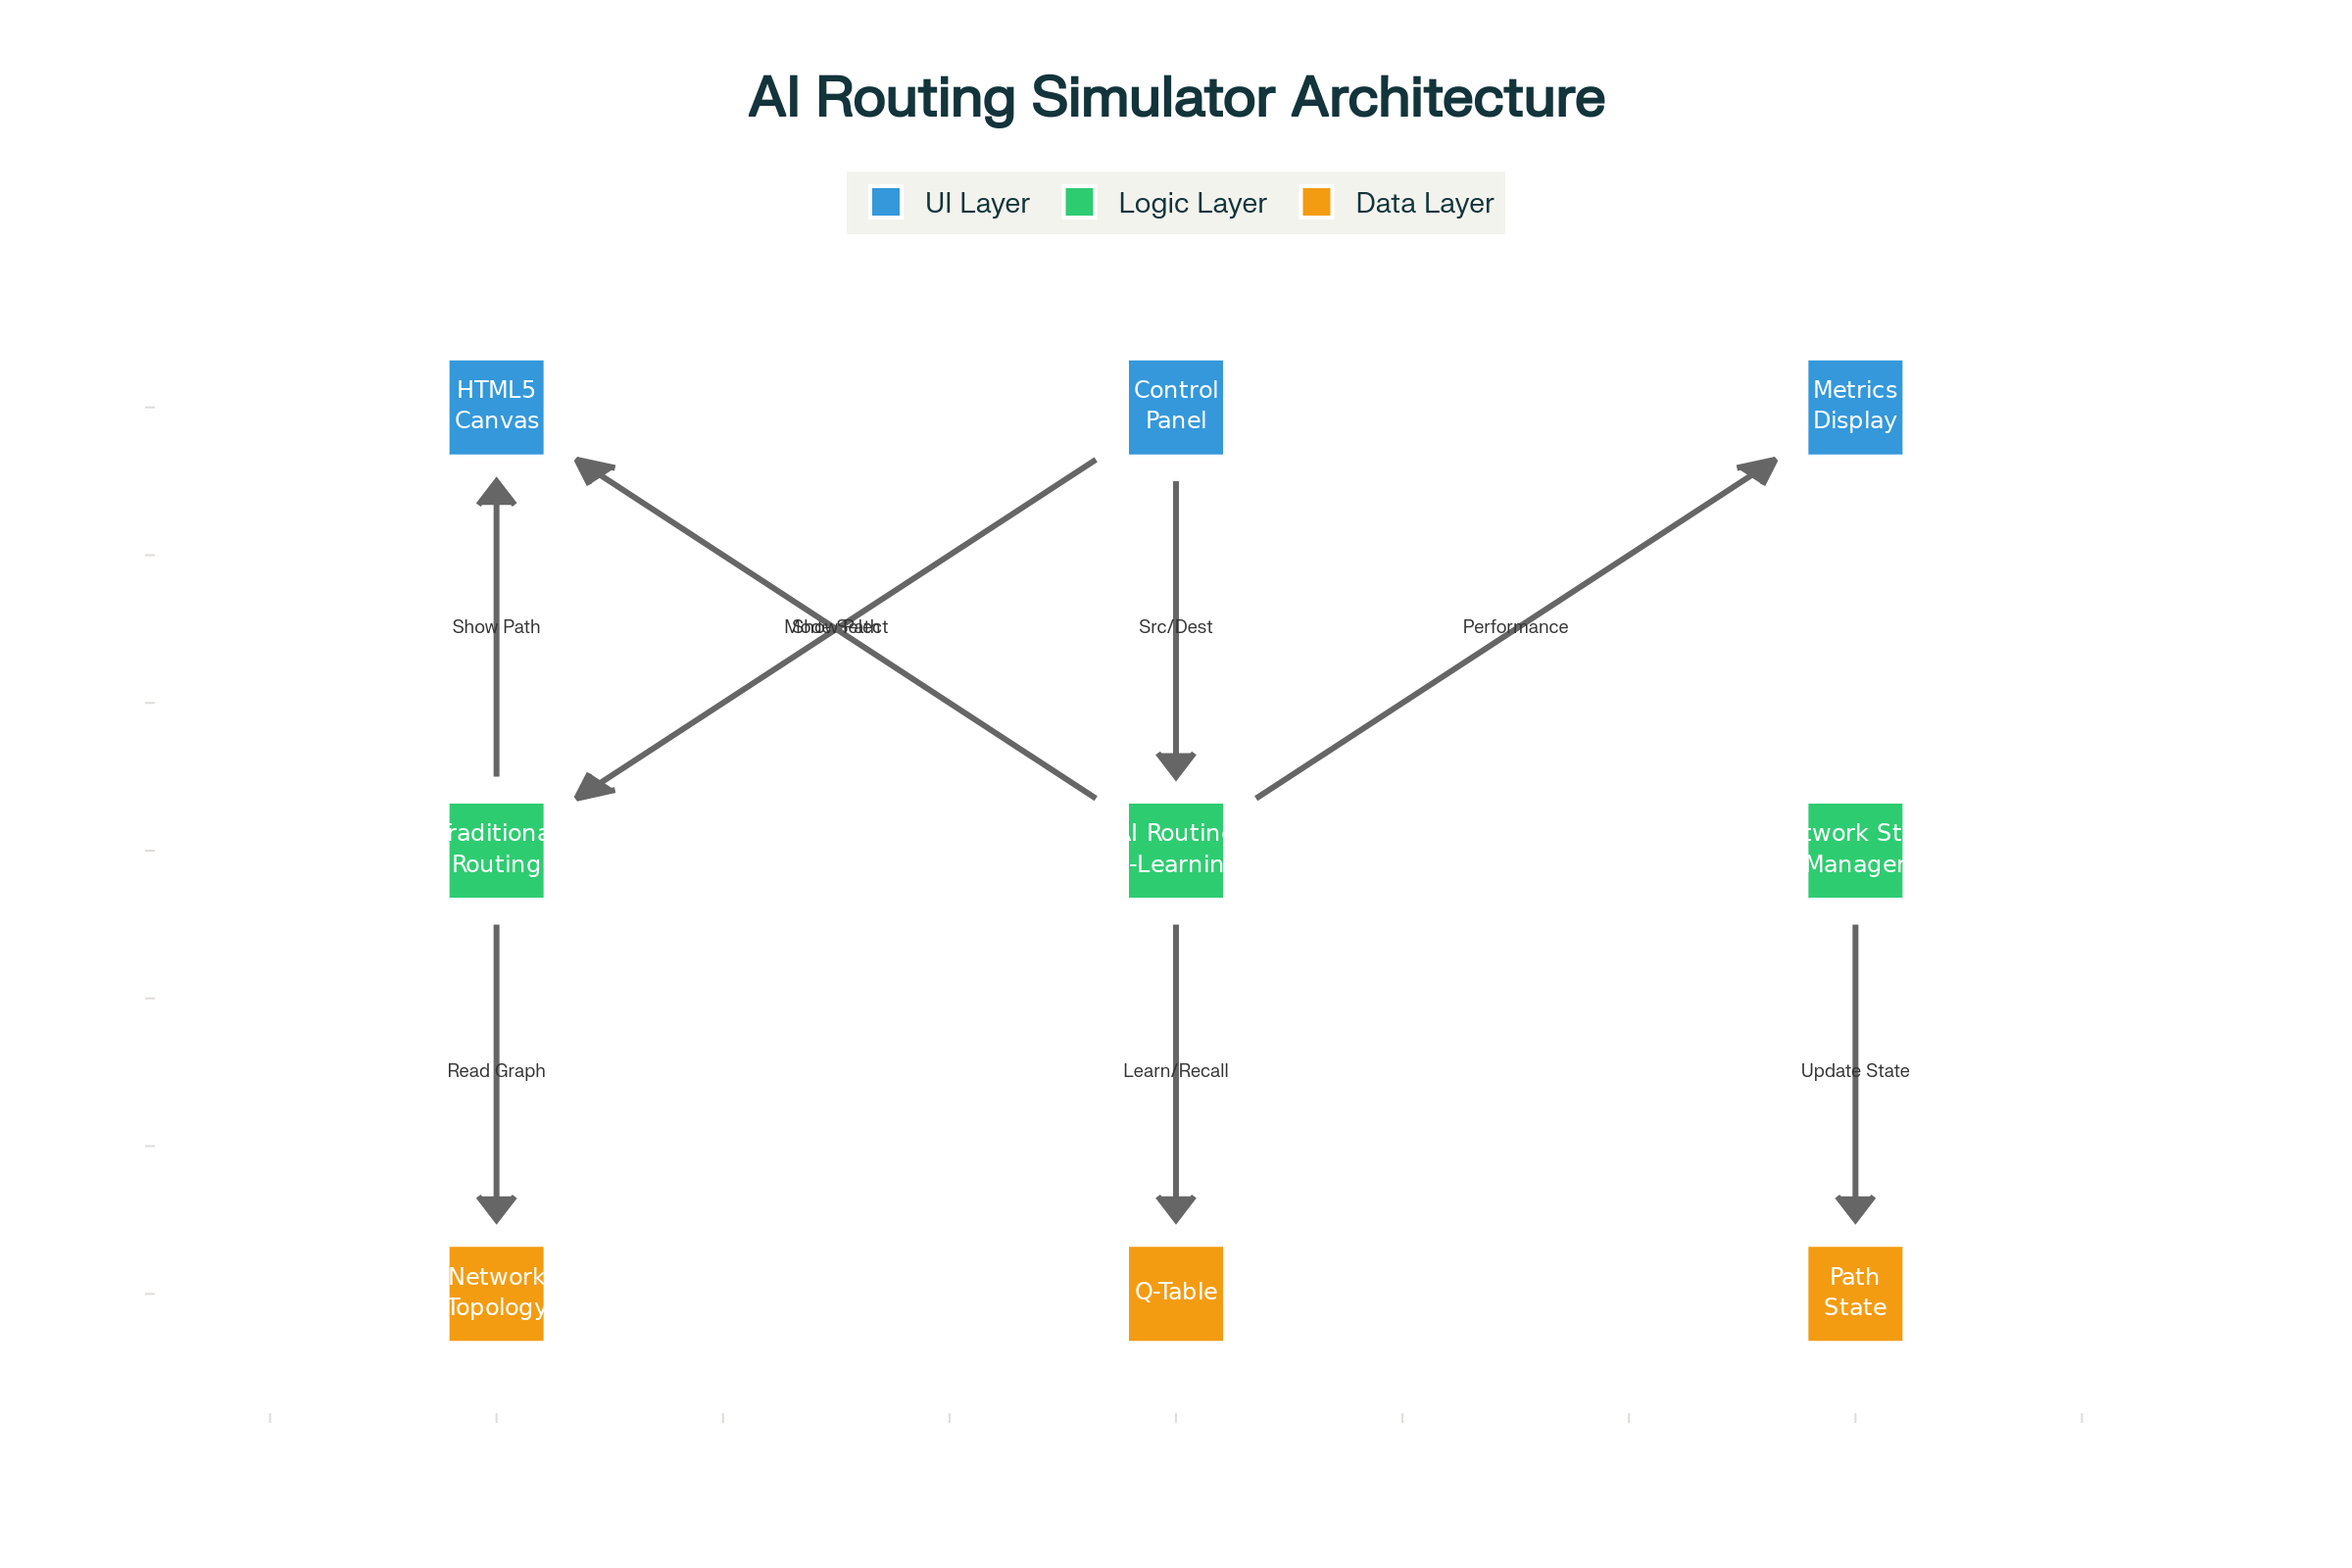 AI Routing Simulator Architecture
UI Layer
Logic Layer
Data Layer
HTML5
Canvas
Control
Panel
Metrics
Display
Show Path
Mode Select
Show Path
Src/Dest
Performance
raditiona
Routing
AI Routing
-Learnin
twork St
Manager
Read Graph
Learn/Recall
Update State
Network
Topology
Q-Table
Path
State